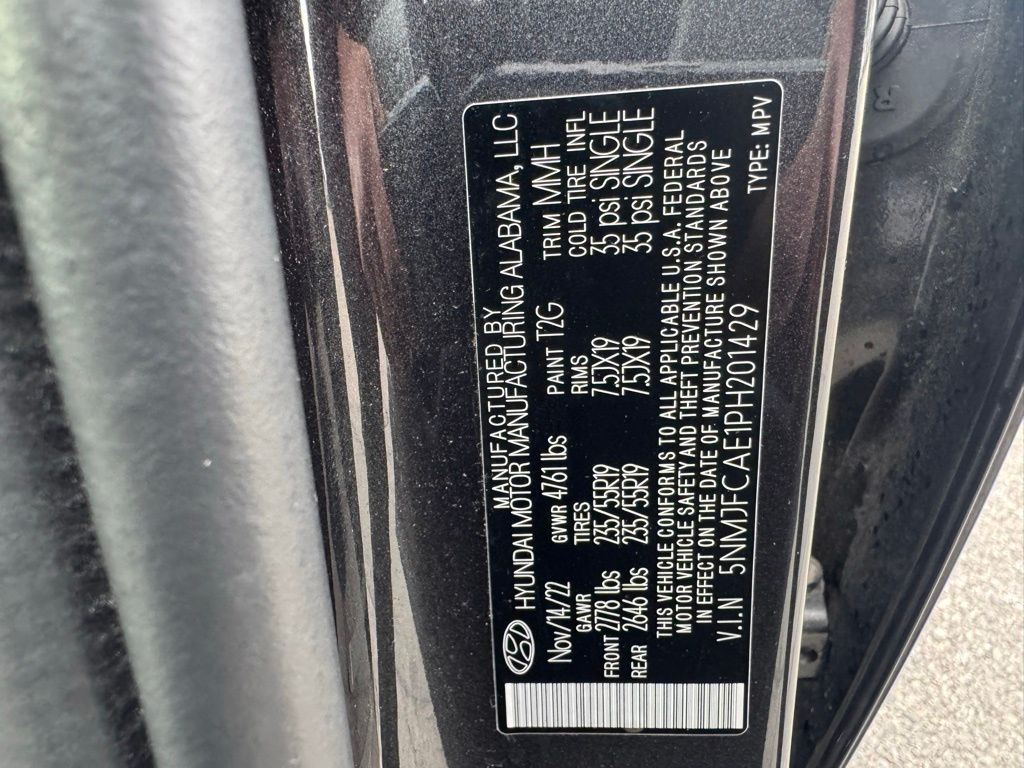 MANUFACTURED BY
HYUNDAI MOTOR MANUFACTURING ALABAMA, LLC
Nov/14/22 GVWR 4761 lbs PAINT T2G TRIM MMH
GAWR TIRES RIMS COLD TIRE INFL
FRONT 2778 lbs 235/55R19 7.5JX19 35 psi SINGLE
REAR 2646 lbs 235/55R19 7.5JX19 35 psi SINGLE
THIS VEHICLE CONFORMS TO ALL APPLICABLE U.S.A. FEDERAL
MOTOR VEHICLE SAFETY AND THEFT PREVENTION STANDARDS
IN EFFECT ON THE DATE OF MANUFACTURE SHOWN ABOVE
V.I.N 5NMJFCAE1PH201429 TYPE: MPV